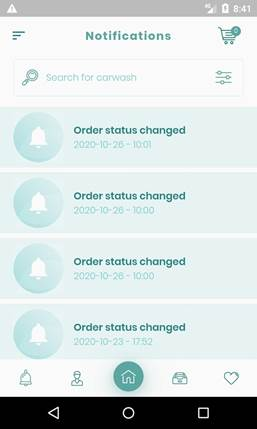 8:41
Notifications
0
Search for carwash
Order status changed
2020-10-26 - 10:01
Order status changed
2020-10-26 - 10:00
Order status changed
2020-10-26 - 10:00
Order status changed
2020-10-23 - 17:52